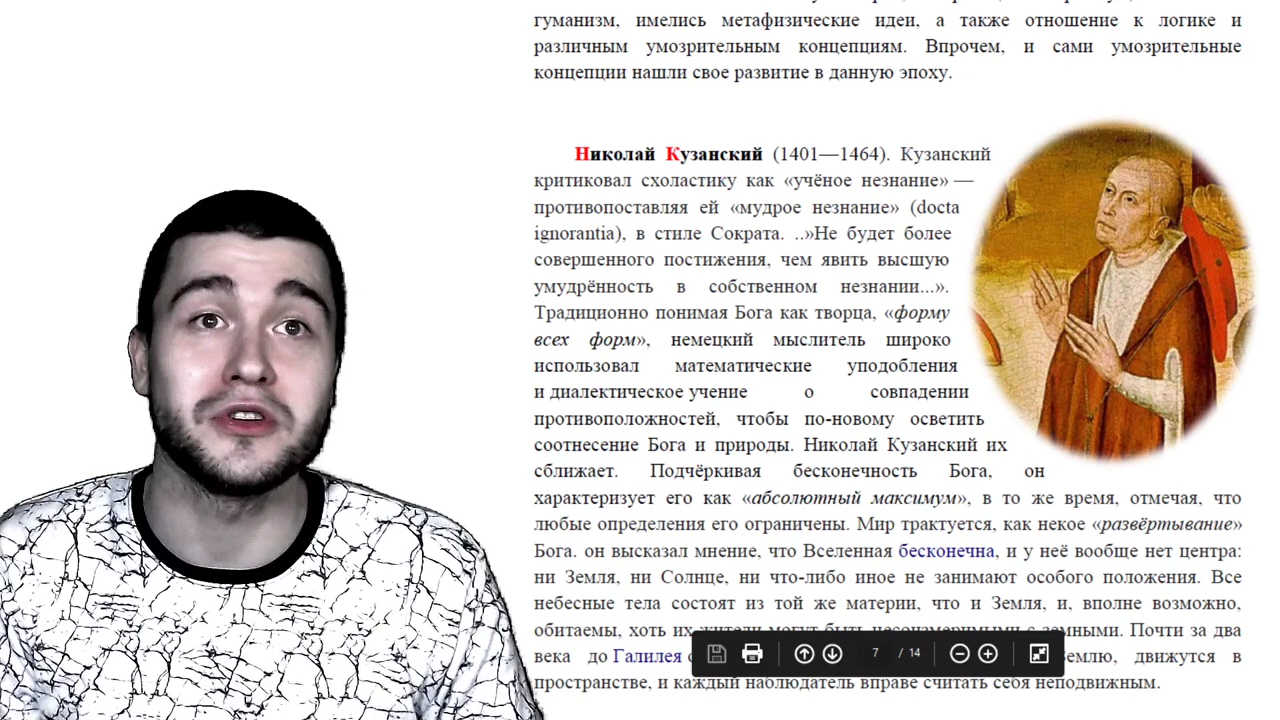 гуманизм, имелись метафизические идеи, а также отношение к логике и
различным умозрительным концепциям. Впрочем, и сами умозрительные
концепции нашли свое развитие в данную эпоху.
Николай Кузанский (1401—1464). Кузанский
критиковал схоластику как «учёное незнание» —
противопоставляя ей «мудрое незнание» (docta
ignorantia), в стиле Сократа. ..»Не будет более
совершенного постижения, чем явить высшую
умудрённость в собственном незнании...».
Традиционно понимая Бога как творца, «форму
всех форм», немецкий мыслитель широко
использовал математические уподобления
и диалектическое учение о совпадении
противоположностей, чтобы по-новому осветить
соотнесение Бога и природы. Николай Кузанский их
сближает. Подчёркивая бесконечность Бога, он
характеризует его как «абсолютный максимум», в то же время, отмечая, что
любые определения его ограничены. Мир трактуется, как некое «развёртывание»
Бога. он высказал мнение, что Вселенная бесконечна, и у неё вообще нет центра:
ни Земля, ни Солнце, ни что-либо иное не занимают особого положения. Все
небесные тела состоят из той же материи, что и Земля, и, вполне возможно,
обитаемы, хоть их земными. Почти за два
века до Галилея Землю, движутся в
пространстве, и каждый наблюдатель вправе считать себя неподвижным.
7 / 14